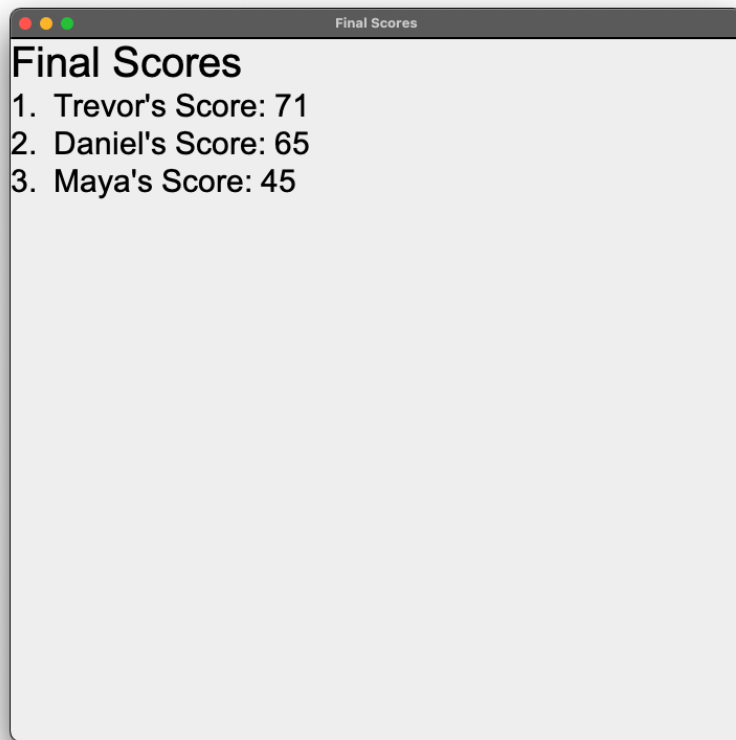 Final Scores
Final Scores
1. Trevor's Score: 71
2. Daniel's Score: 65
3. Maya's Score: 45